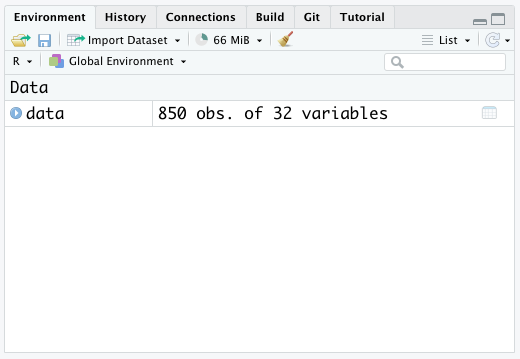 Environment History Connections Build Git Tutorial
Import Dataset 66 MiB List
R Global Environment
Data
data 850 obs. of 32 variables